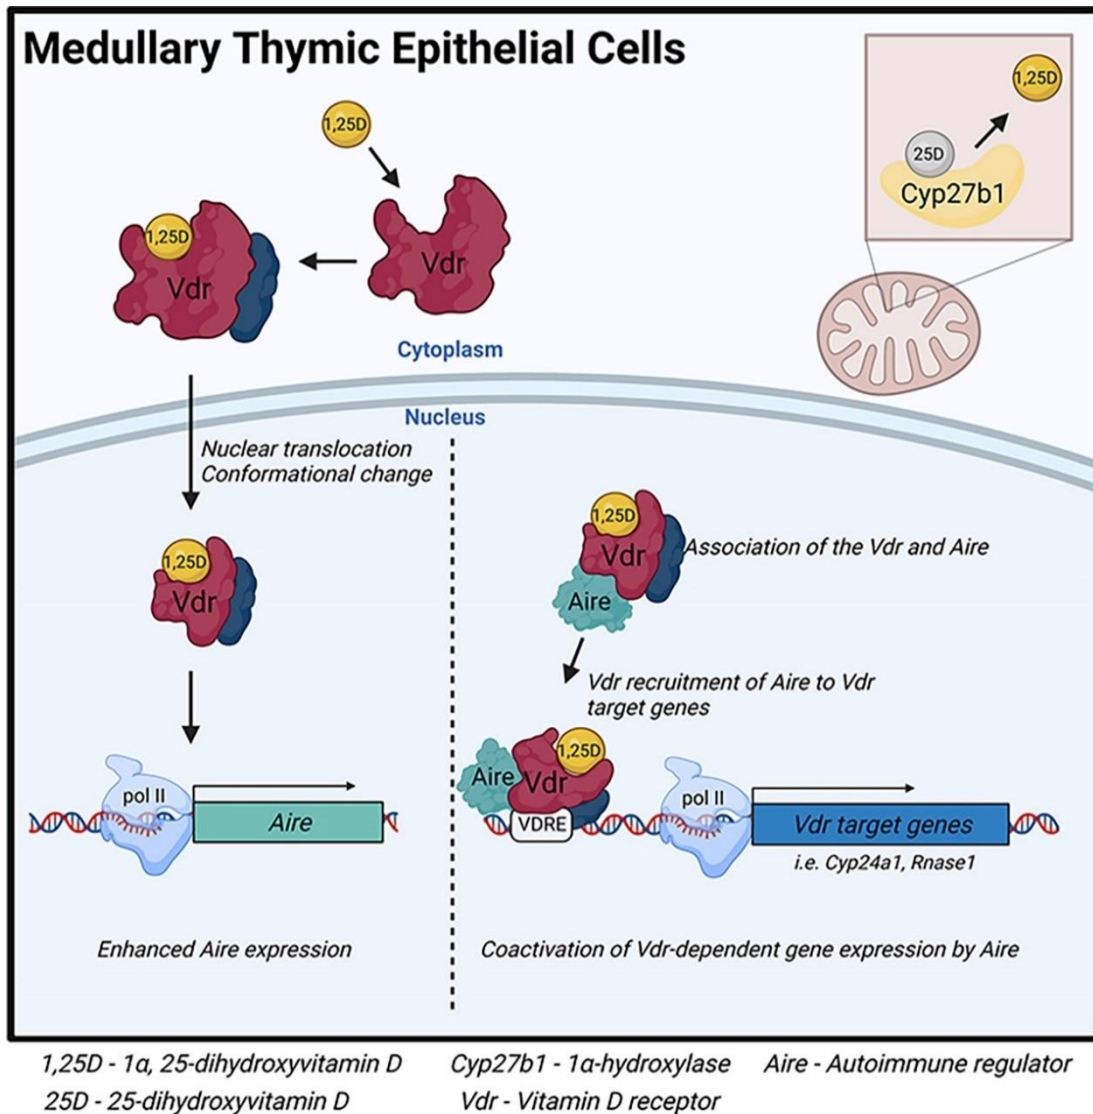 Medullary Thymic Epithelial Cells
1,25D
1,25D
25D
Cyp27b1
1,25D
Vdr
Vdr
Cytoplasm
Nucleus
Nuclear translocation
Conformational change
1,25D
Vdr
1,25D
Vdr
Aire
Association of the Vdr and Aire
Vdr recruitment of Aire to Vdr
target genes
pol II
Aire
Aire
Vdr
1,25D
VDRE
pol II
Vdr target genes
i.e. Cyp24a1, Rnase1
Enhanced Aire expression
Coactivation of Vdr-dependent gene expression by Aire
1,25D - 1α, 25-dihydroxyvitamin D
Cyp27b1 - 1α-hydroxylase
Aire - Autoimmune regulator
25D - 25-dihydroxyvitamin D
Vdr - Vitamin D receptor